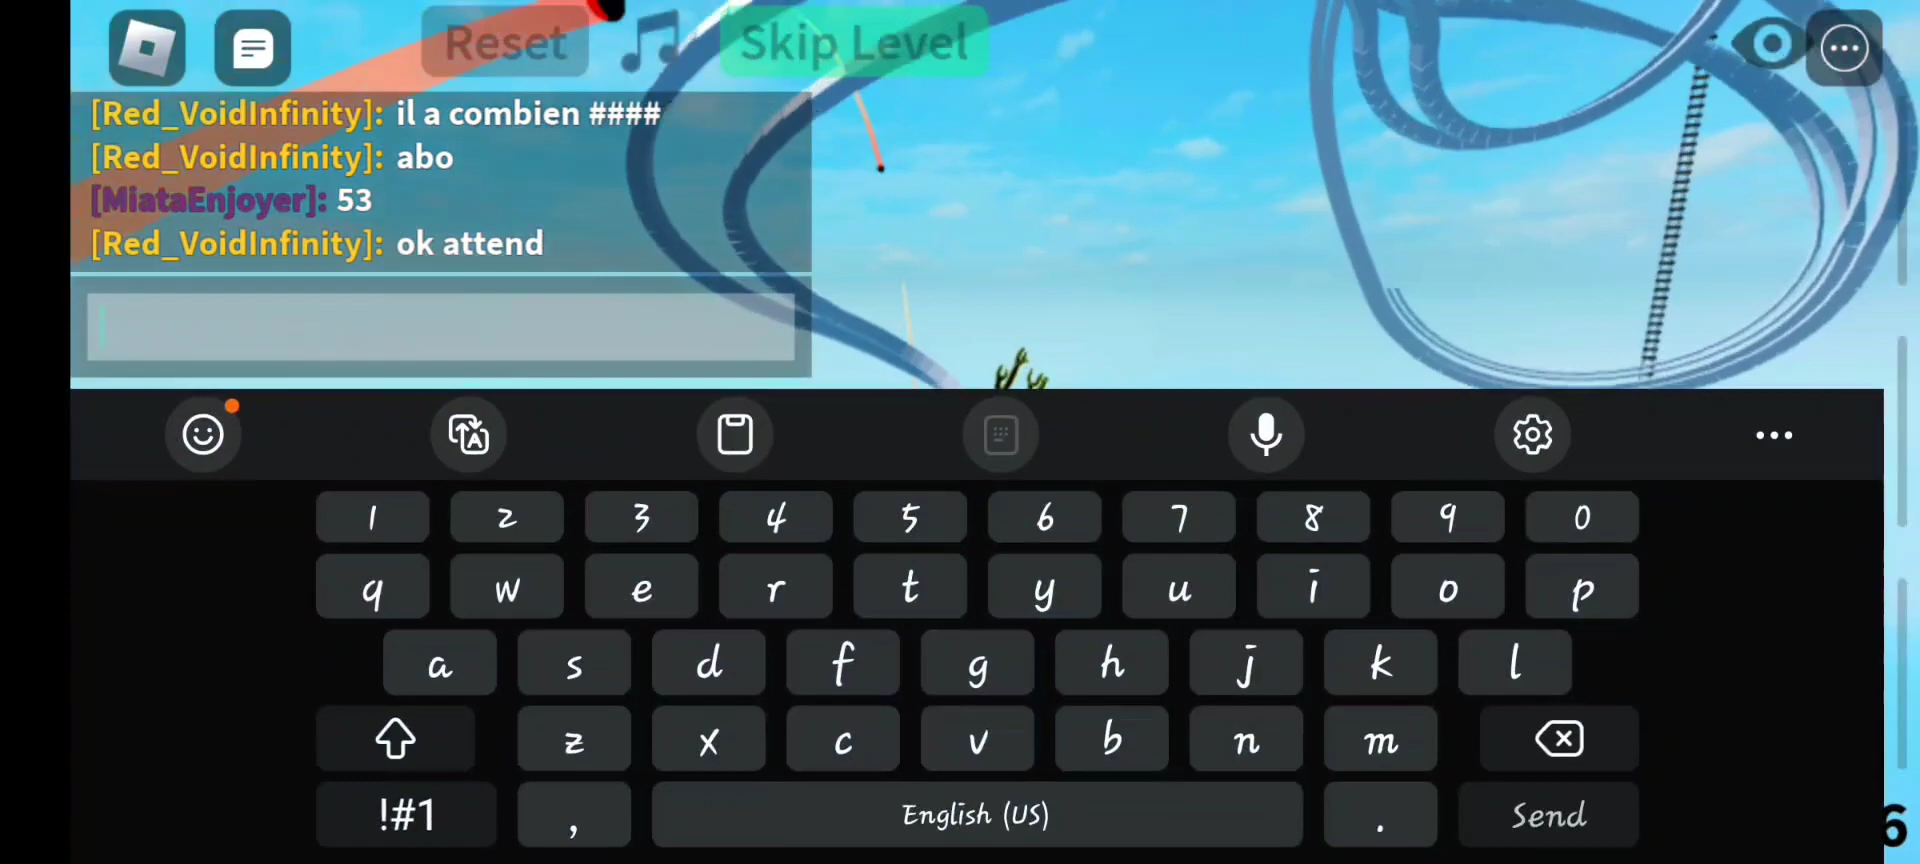 Reset
Skip Level
[Red_VoidInfinity]: il a combien ####
[Red_VoidInfinity]: abo
[MiataEnjoyer]: 53
[Red_VoidInfinity]: ok attend
1 2 3 4 5 6 7 8 9 0
q w e r t y u i o p
a s d f g h j k l
z x c v b n m
!#1 , English (US) . Send
6